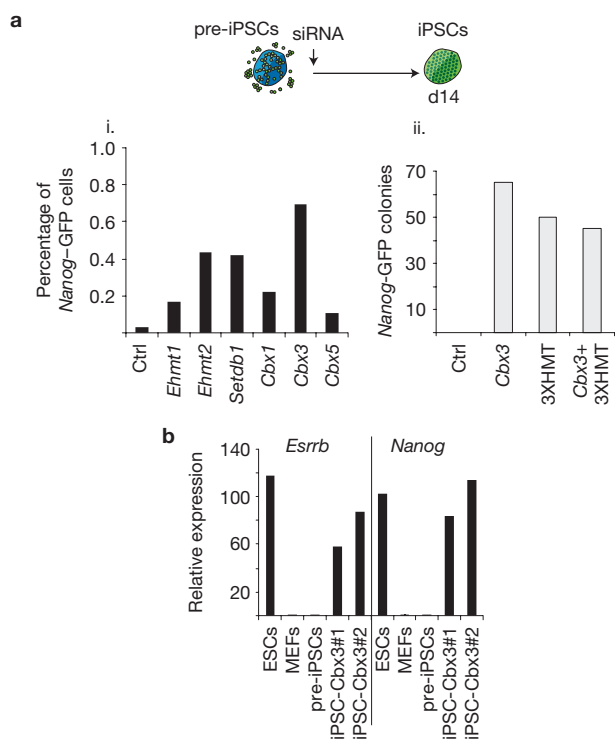 a
pre-iPSCs siRNA iPSCs
d14
i.
Percentage of
Nanog–GFP cells
1.0
0.8
0.6
0.4
0.2
Ctrl
Ehmt1
Ehmt2
Setdb1
Cbx1
Cbx3
Cbx5
ii.
Nanog-GFP colonies
70
50
30
10
Ctrl
Cbx3
3XHMT
Cbx3+
3XHMT
b
Esrrb Nanog
Relative expression
140
100
60
20
ESCs
MEFs
pre-iPSCs
iPSC-Cbx3#1
iPSC-Cbx3#2
ESCs
MEFs
pre-iPSCs
iPSC-Cbx3#1
iPSC-Cbx3#2